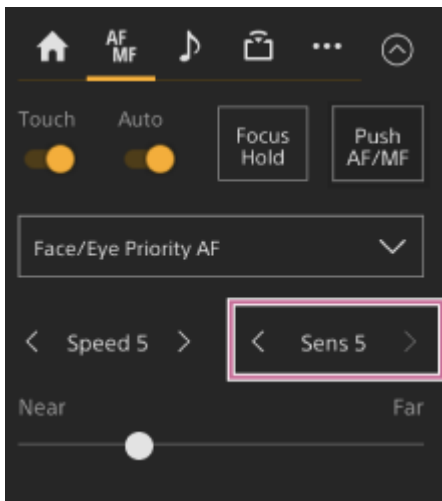 AF
MF
Touch Auto
Focus
Hold
Push
AF/MF
Face/Eye Priority AF
Speed 5
Sens 5
Near Far